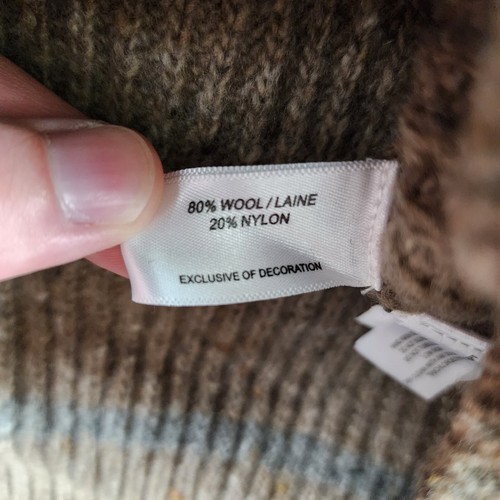 80% WOOL / LAINE
20% NYLON
EXCLUSIVE OF DECORATION